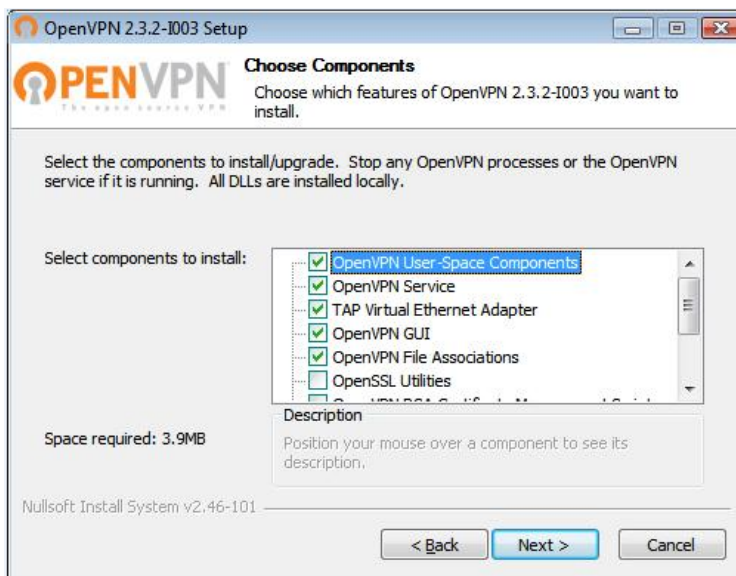 OpenVPN 2.3.2-I003 Setup
OPENVPN
The open source VPN
Choose Components
Choose which features of OpenVPN 2.3.2-I003 you want to
install.
Select the components to install/upgrade. Stop any OpenVPN processes or the OpenVPN
service if it is running. All DLLs are installed locally.
Select components to install:
OpenVPN User-Space Components
OpenVPN Service
TAP Virtual Ethernet Adapter
OpenVPN GUI
OpenVPN File Associations
OpenSSL Utilities
Space required: 3.9MB
Description
Position your mouse over a component to see its
description.
Nullsoft Install System v2.46-101
< Back
Next >
Cancel